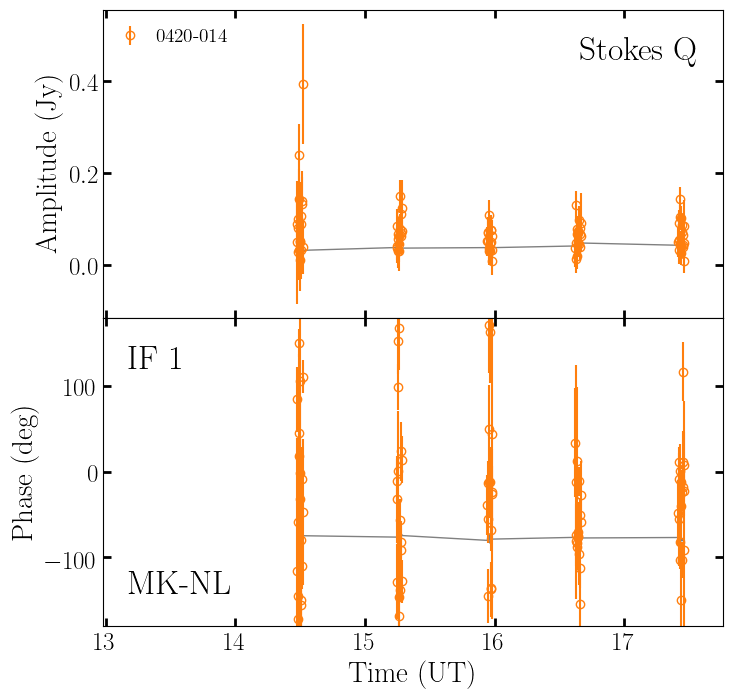 0420-014
Stokes Q
Amplitude (Jy)
0.4
0.2
0.0
IF 1
MK-NL
Phase (deg)
100
0
−100
13 14 15 16 17
Time (UT)